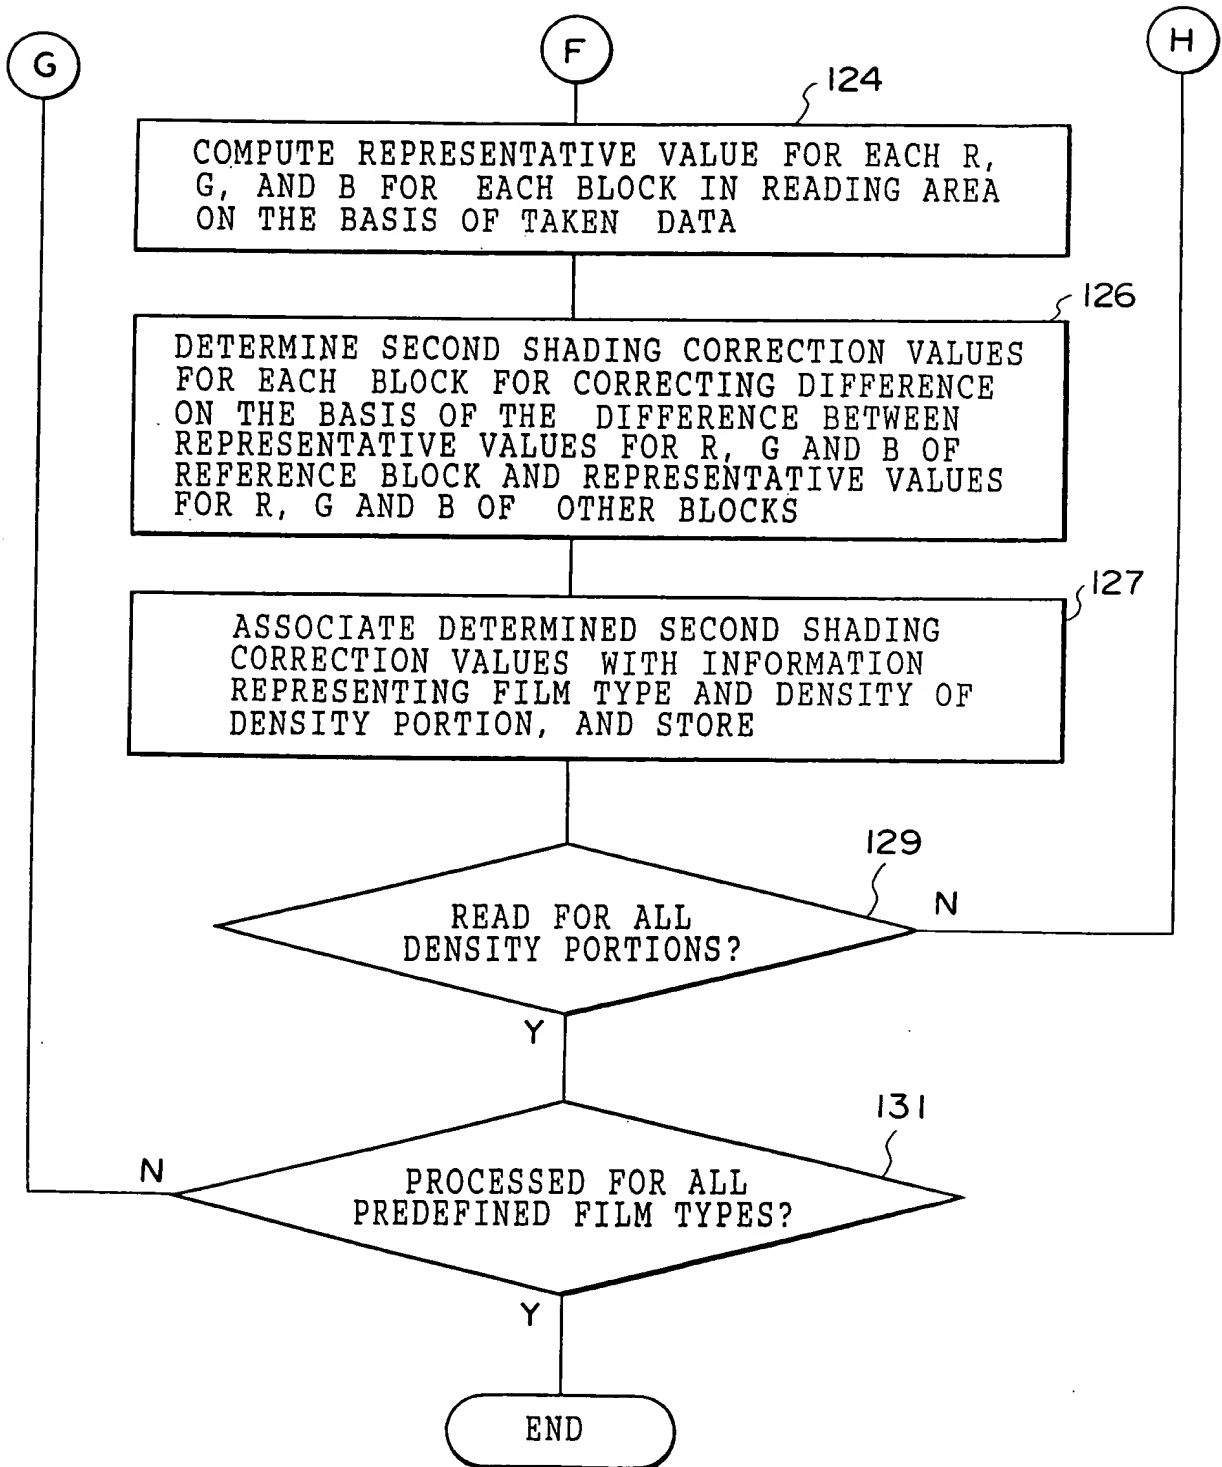 G
F
H
124
COMPUTE REPRESENTATIVE VALUE FOR EACH R,
G, AND B FOR EACH BLOCK IN READING AREA
ON THE BASIS OF TAKEN DATA
126
DETERMINE SECOND SHADING CORRECTION VALUES
FOR EACH BLOCK FOR CORRECTING DIFFERENCE
ON THE BASIS OF THE DIFFERENCE BETWEEN
REPRESENTATIVE VALUES FOR R, G AND B OF
REFERENCE BLOCK AND REPRESENTATIVE VALUES
FOR R, G AND B OF OTHER BLOCKS
127
ASSOCIATE DETERMINED SECOND SHADING
CORRECTION VALUES WITH INFORMATION
REPRESENTING FILM TYPE AND DENSITY OF
DENSITY PORTION, AND STORE
129
N
READ FOR ALL
DENSITY PORTIONS?
Y
131
N
PROCESSED FOR ALL
PREDEFINED FILM TYPES?
Y
END